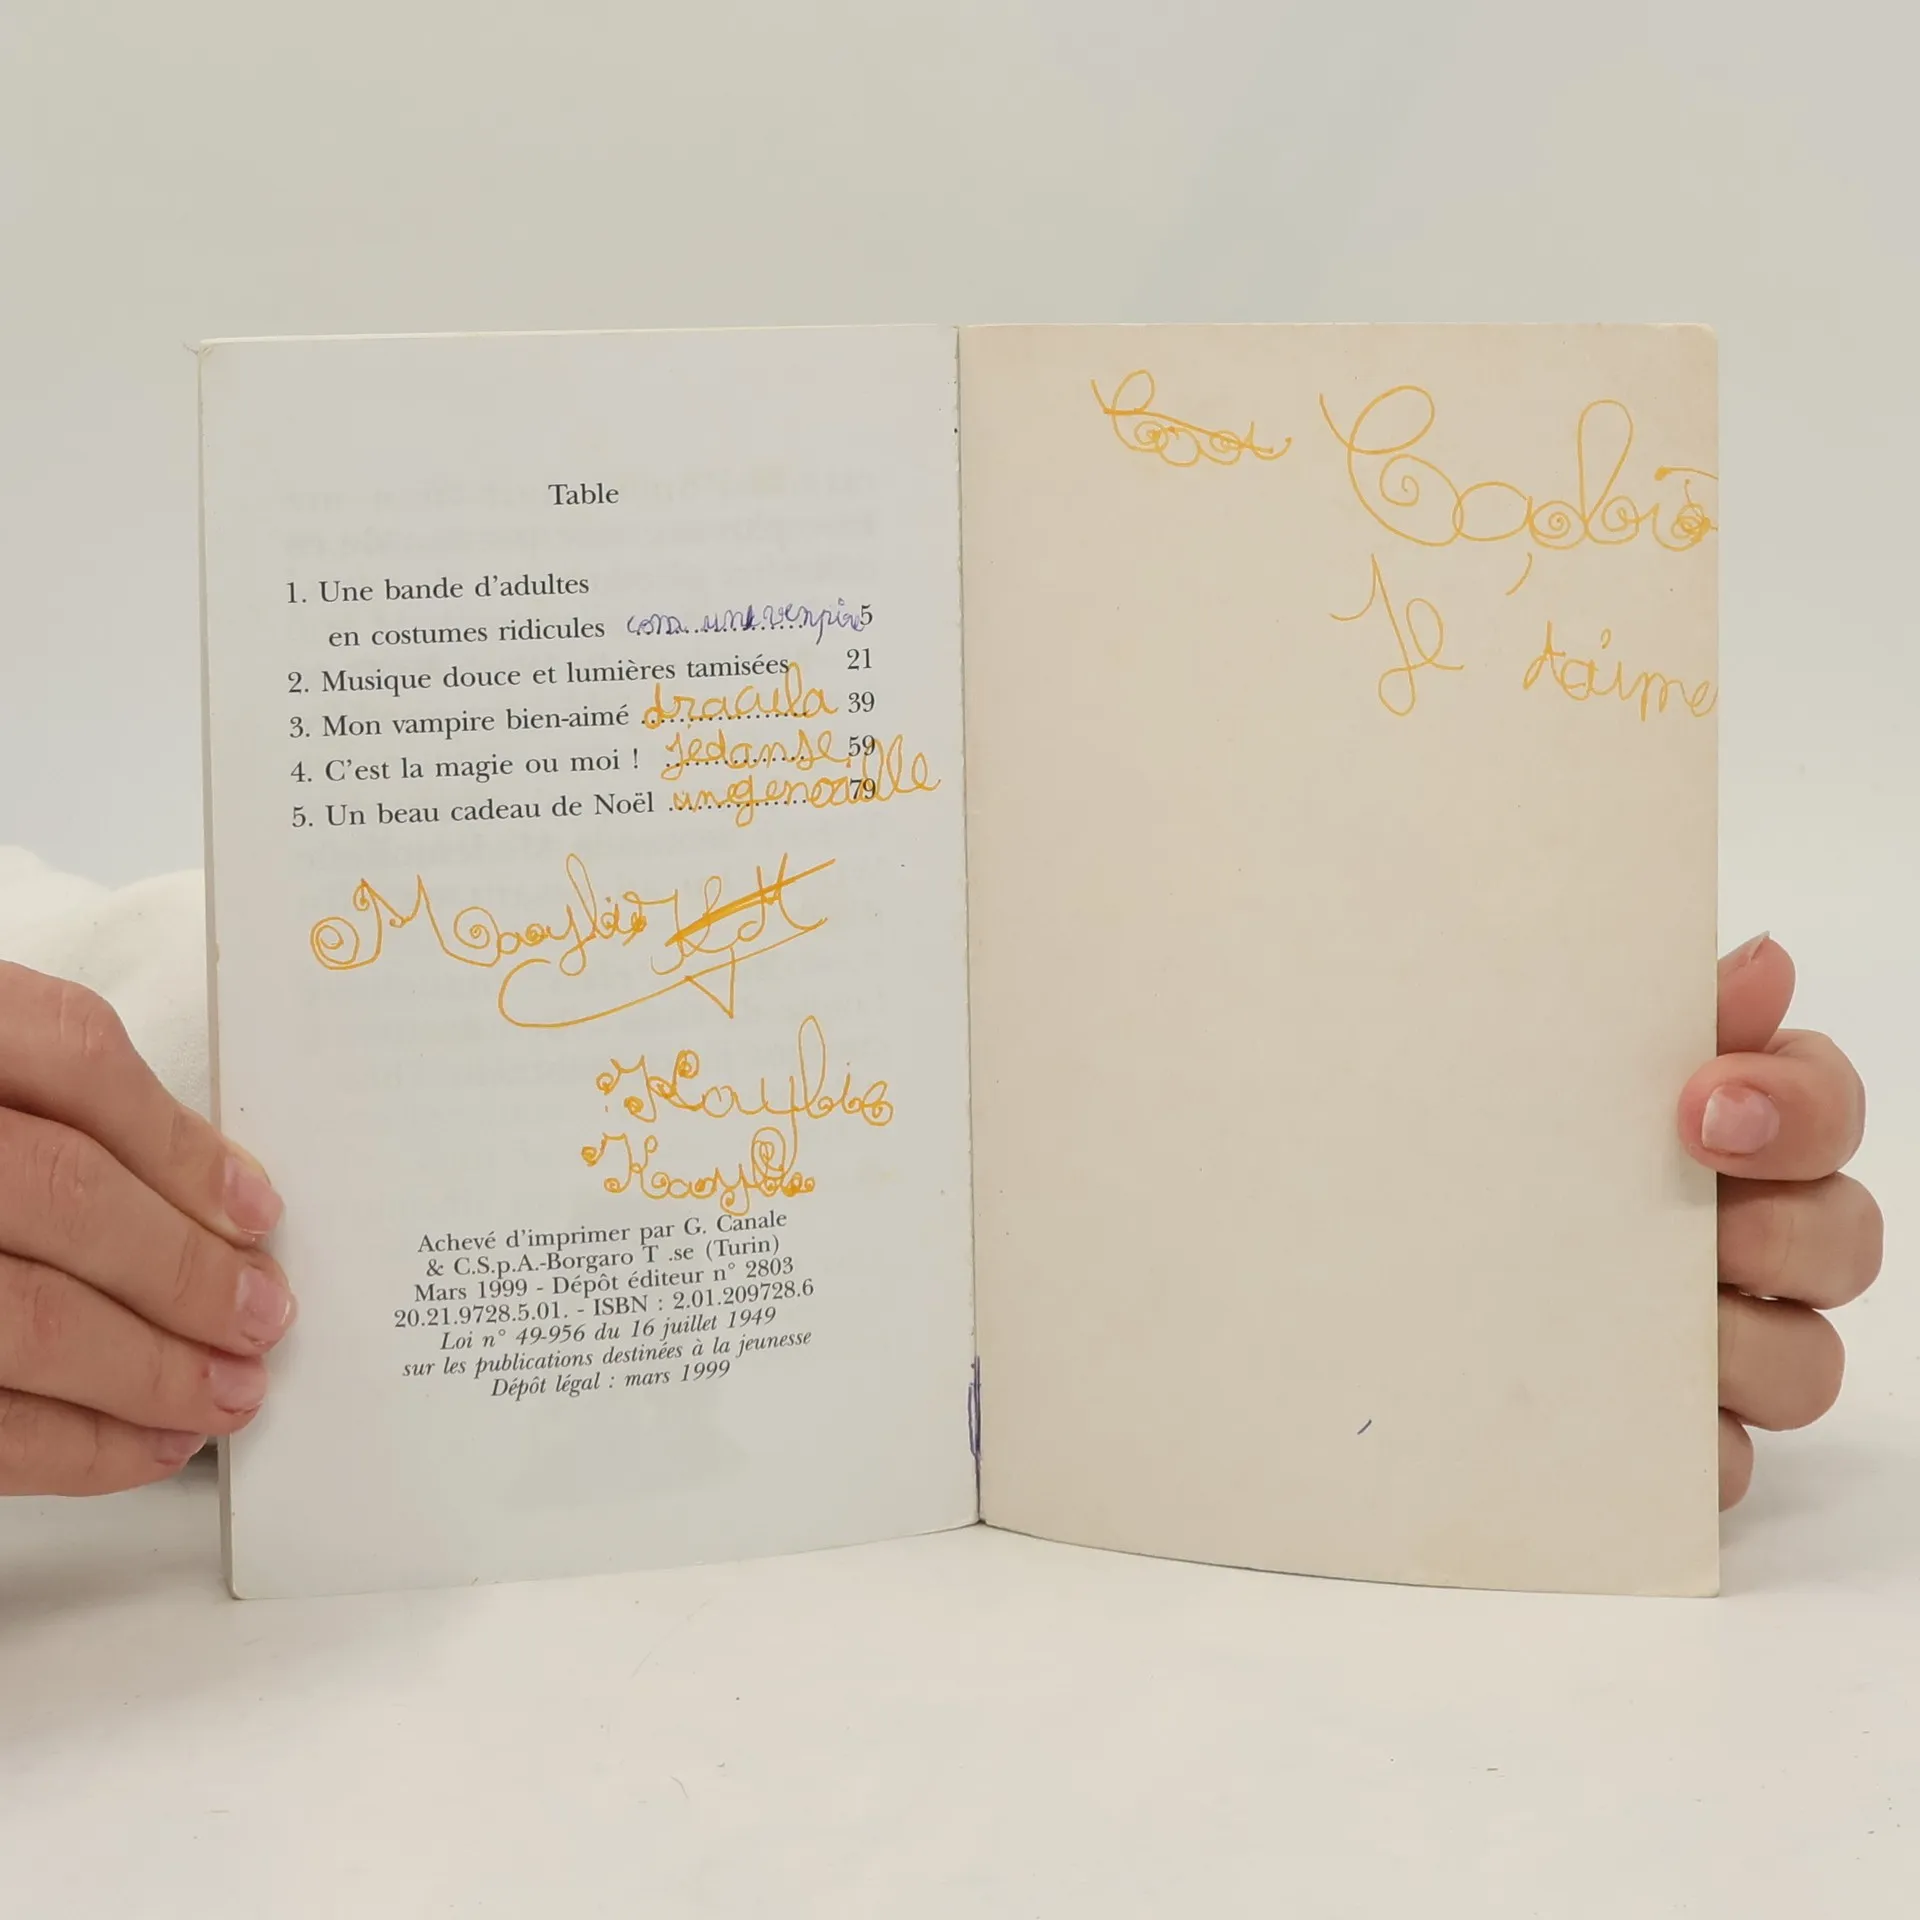 Table
1. Une bande d'adultes
en costumes ridicules 5
2. Musique douce et lumières tamisées 21
3. Mon vampire bien-aimé ................. dracula 39
4. C'est la magie ou moi ! ................. je danse 59
5. Un beau cadeau de Noël ................. 79
Achevé d'imprimer par G. Canale
& C.S.p.A.-Borgaro T .se (Turin)
Mars 1999 - Dépôt éditeur n° 2803
20.21.9728.5.01. - ISBN : 2.01.209728.6
Loi n° 49-956 du 16 juillet 1949
sur les publications destinées à la jeunesse
Dépôt légal : mars 1999
Je t'aime